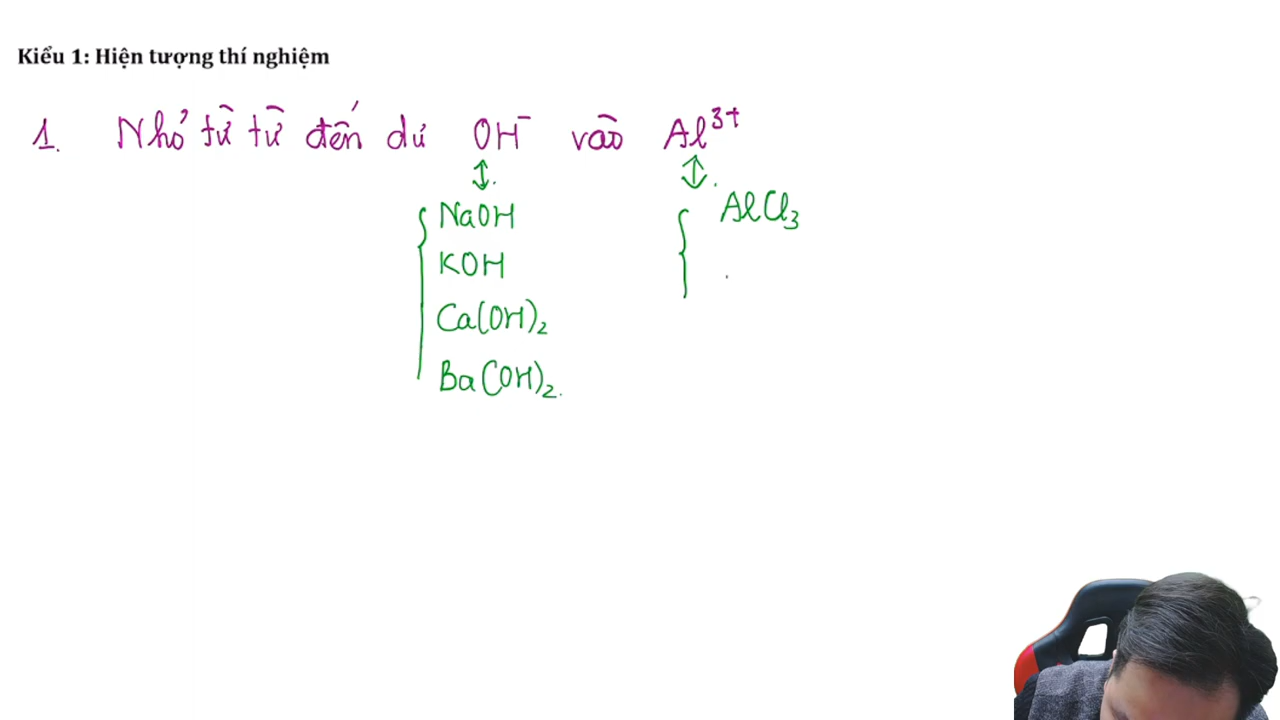 Kiểu 1: Hiện tượng thí nghiệm
1. Nhỏ từ từ đến dư OH⁻ vào Al³⁺
↕ ↕
NaOH AlCl₃
KOH
Ca(OH)₂
Ba(OH)₂.